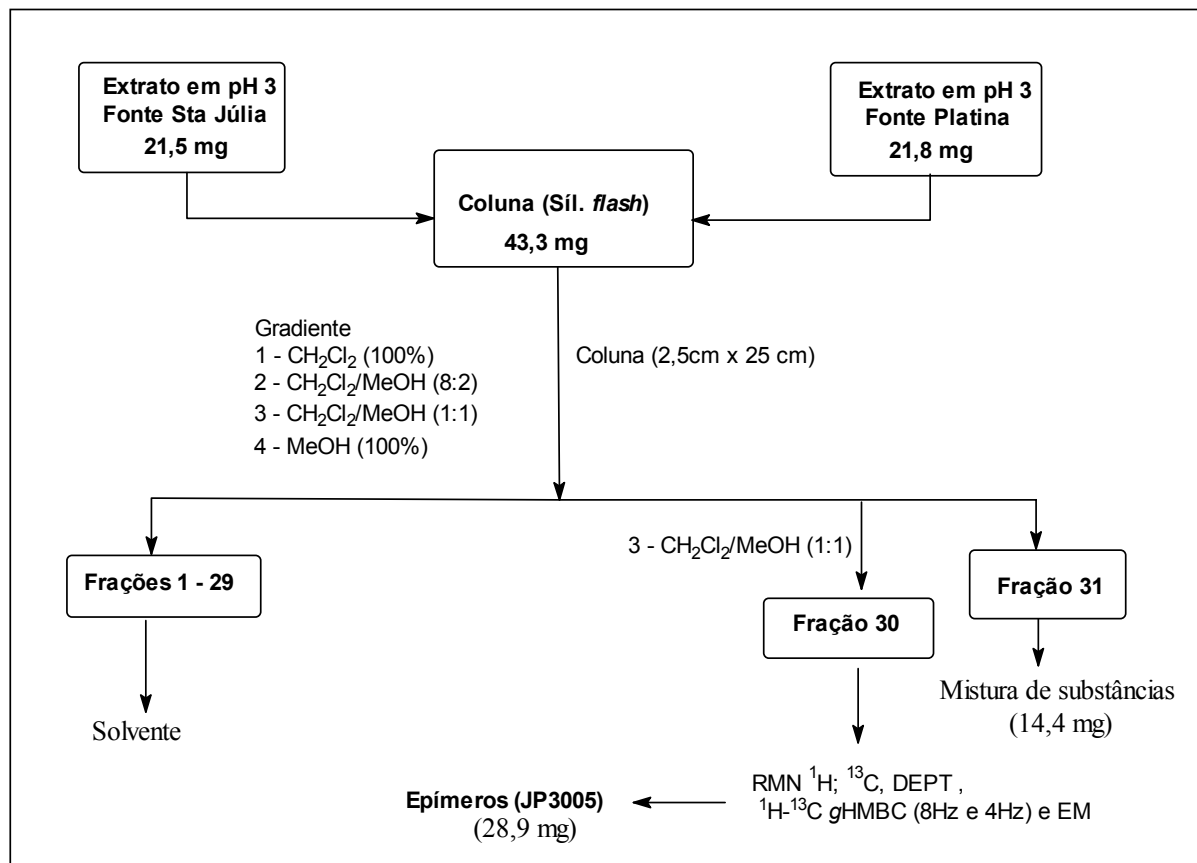 Extrato em pH 3
Fonte Sta Júlia
21,5 mg
Extrato em pH 3
Fonte Platina
21,8 mg
Coluna (Síl. flash)
43,3 mg
Gradiente
1 - CH₂Cl₂ (100%)
2 - CH₂Cl₂/MeOH (8:2)
3 - CH₂Cl₂/MeOH (1:1)
4 - MeOH (100%)
Coluna (2,5cm x 25 cm)
3 - CH₂Cl₂/MeOH (1:1)
Frações 1 - 29
Fração 30
Fração 31
Solvente
Mistura de substâncias
(14,4 mg)
RMN ¹H; ¹³C, DEPT ,
¹H-¹³C gHMBC (8Hz e 4Hz) e EM
Epímeros (JP3005)
(28,9 mg)